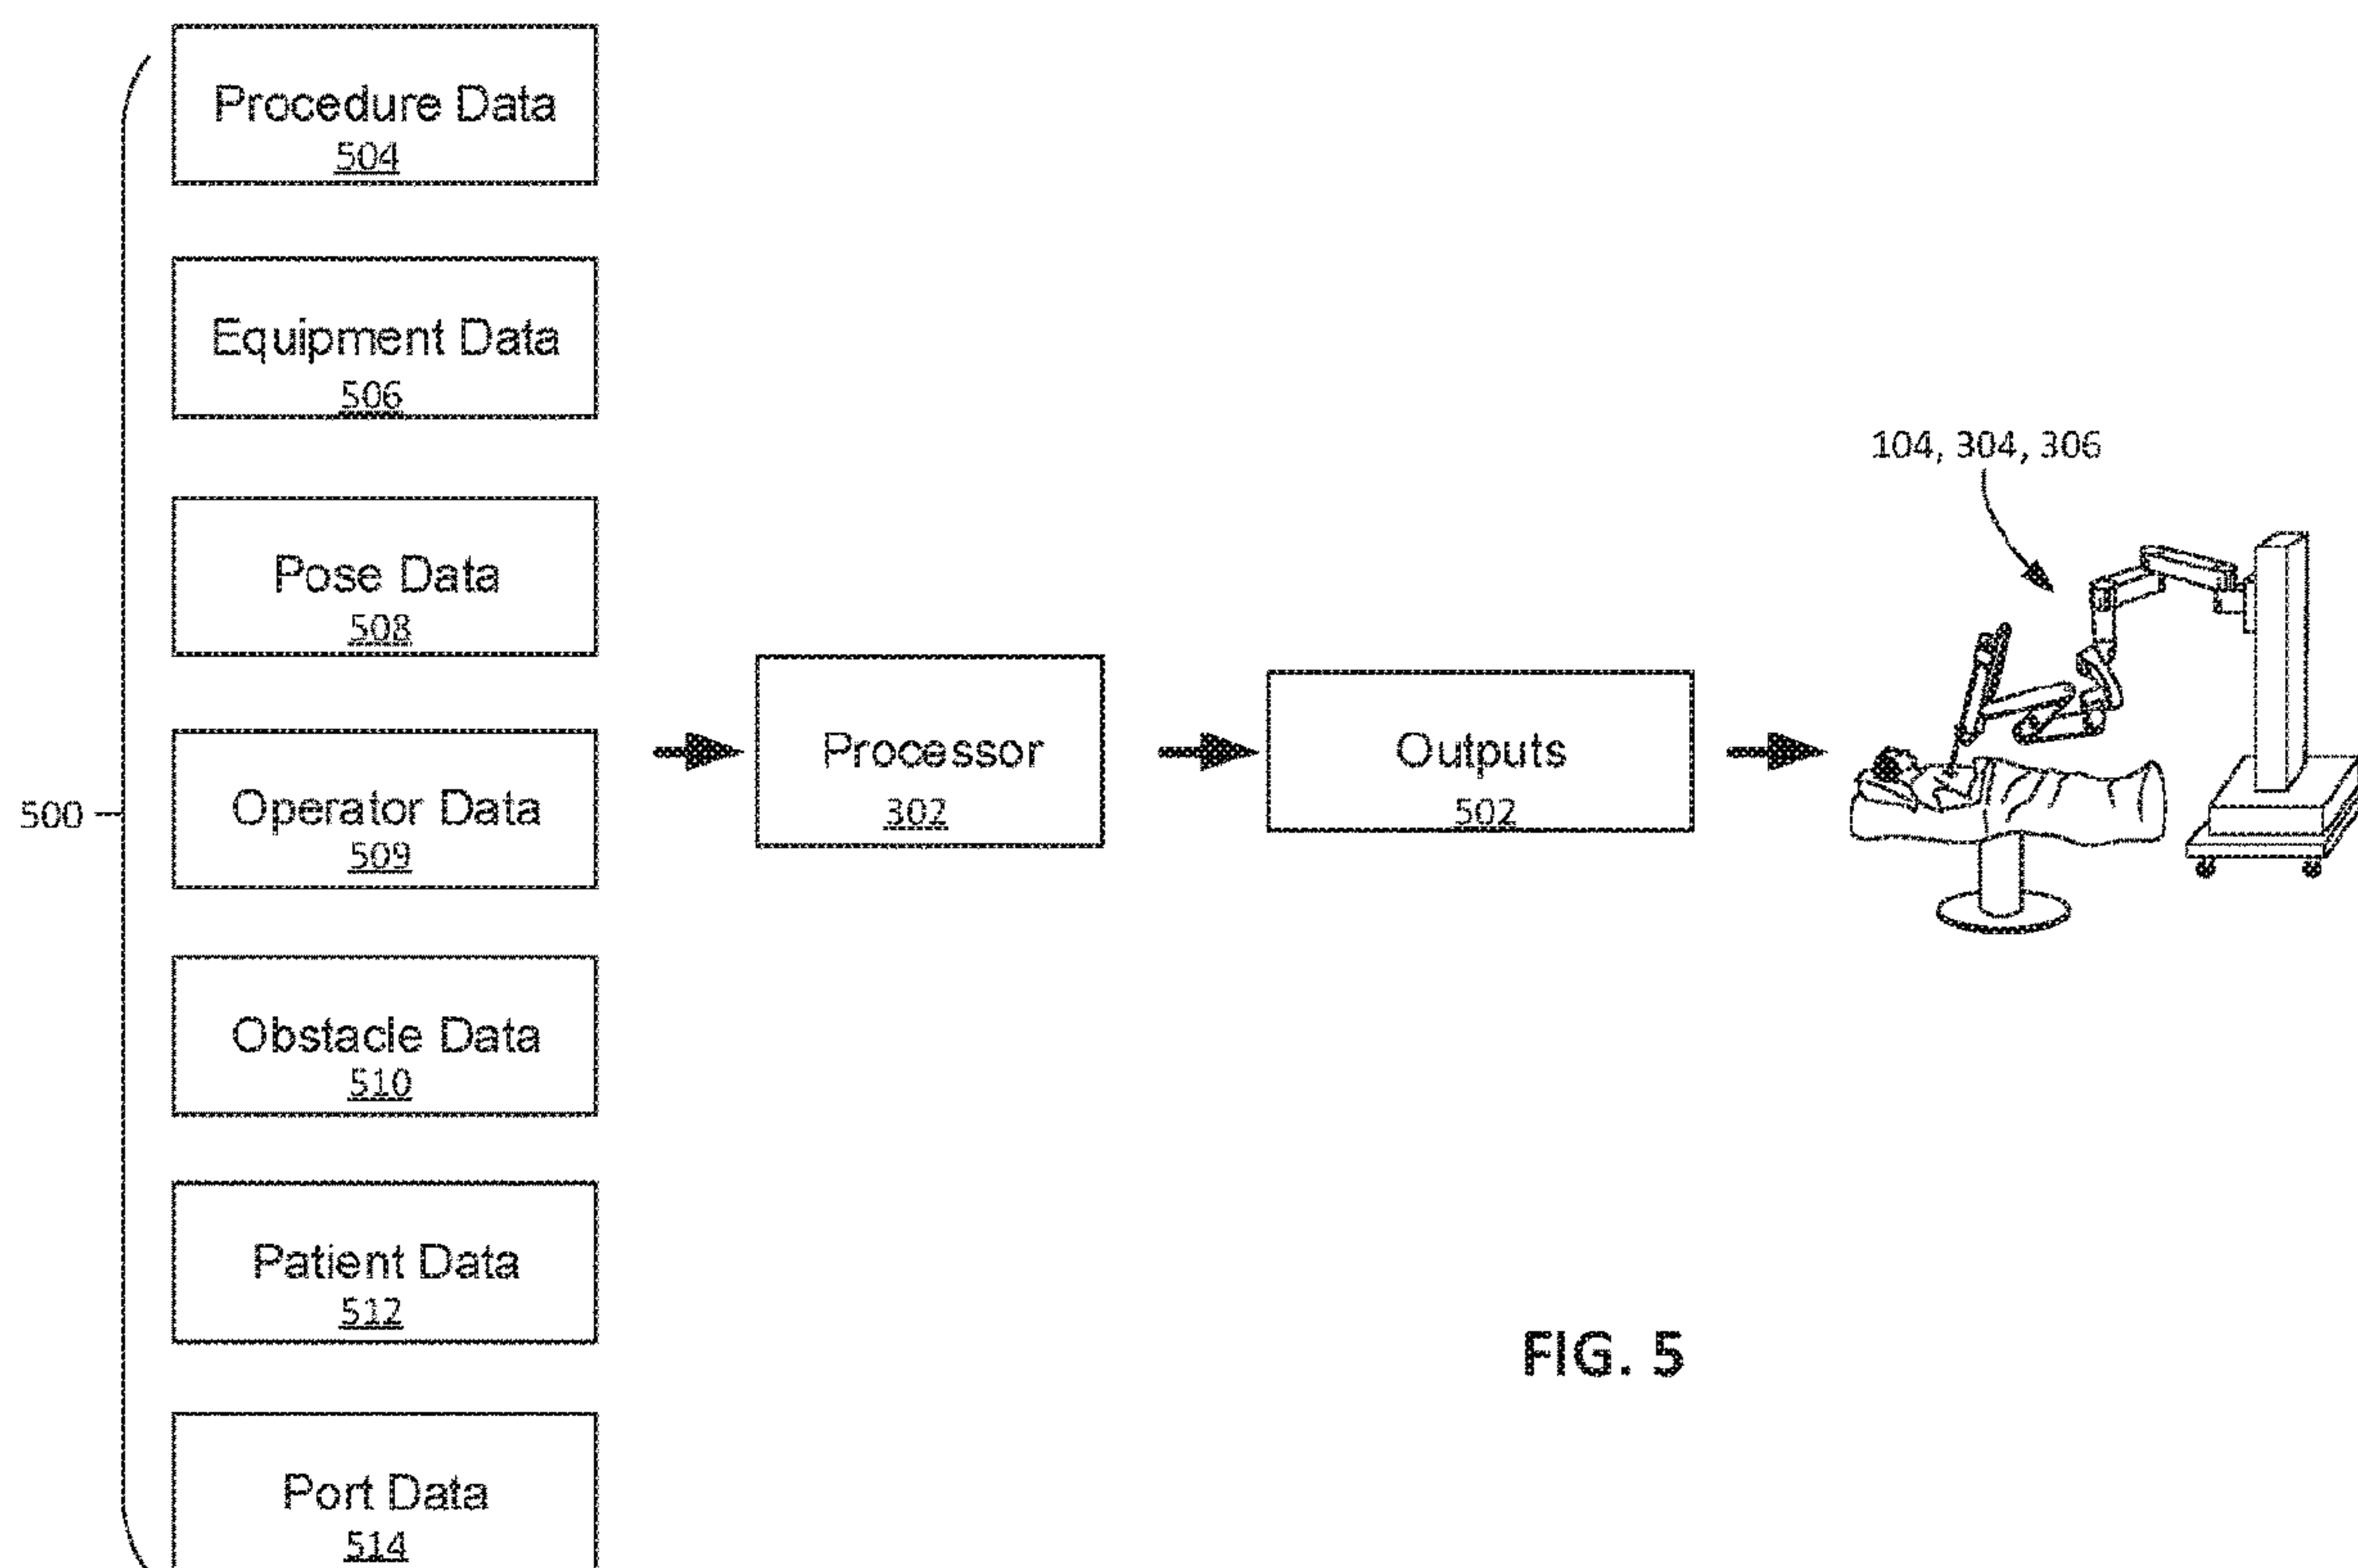 Procedure Data
504
Equipment Data
506
Pose Data
508
Operator Data
509
Obstacle Data
510
Patient Data
512
Port Data
514
500
Processor
302
Outputs
502
104, 304, 306
FIG. 5